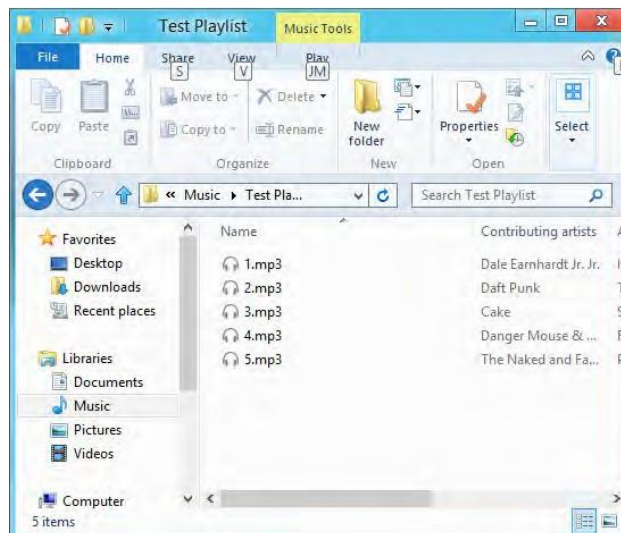 Test Playlist Music Tools
File Home Share View Play
S V JM
Copy Paste
Move to Delete
Copy to Rename
New folder
Properties
Select
Clipboard Organize New Open
« Music Test Pla... Search Test Playlist
Name Contributing artists
Favorites
Desktop
Downloads
Recent places
Libraries
Documents
Music
Pictures
Videos
Computer
1.mp3 Dale Earnhardt Jr. Jr.
2.mp3 Daft Punk
3.mp3 Cake
4.mp3 Danger Mouse & ...
5.mp3 The Naked and Fa...
5 items